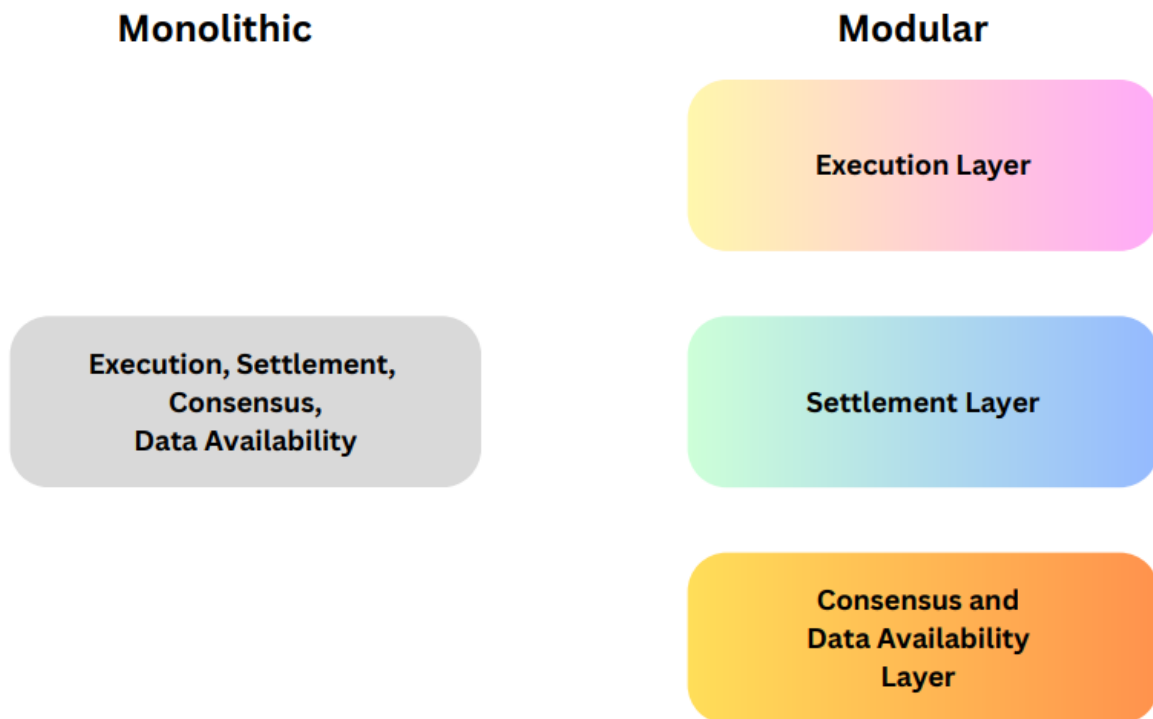 Monolithic
Modular
Execution Layer
Execution, Settlement,
Consensus,
Data Availability
Settlement Layer
Consensus and
Data Availability
Layer